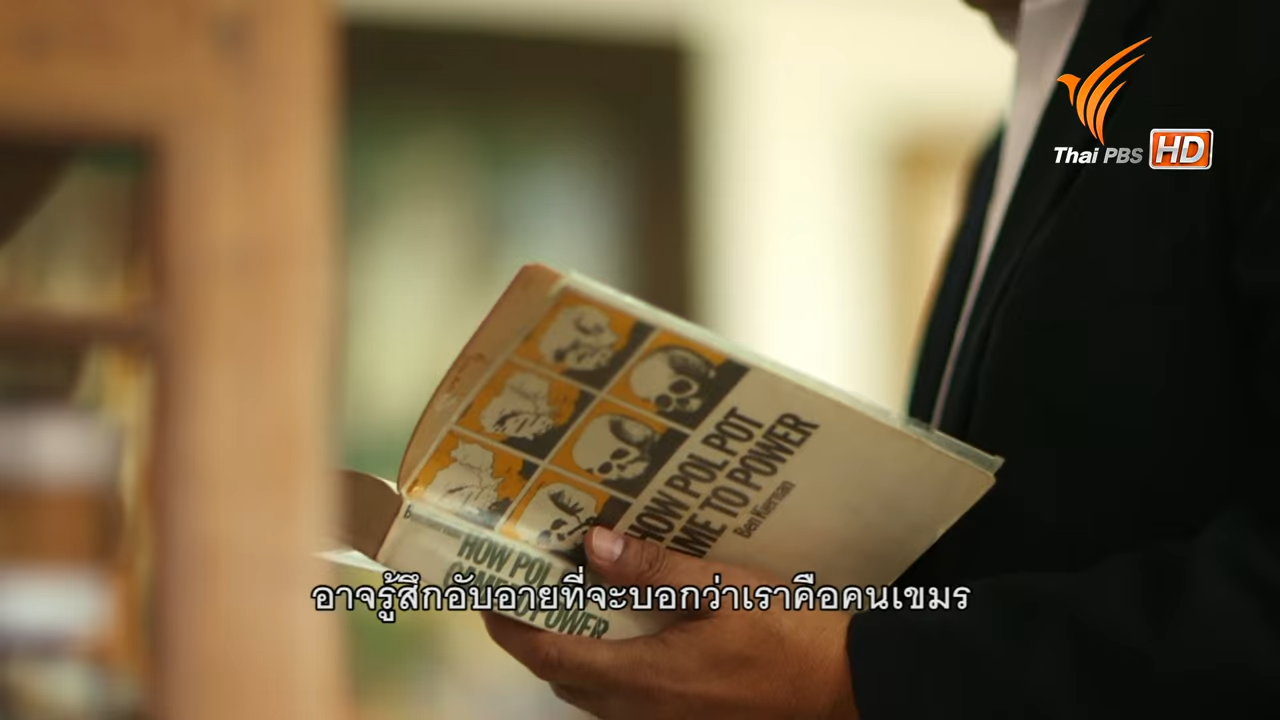 Thai PBS HD
HOW POL POT
AME TO POWER
Ben Kiernan
HOW POL
CAME TO POWER
อาจรู้สึกอับอายที่จะบอกว่าเราคือคนเขมร